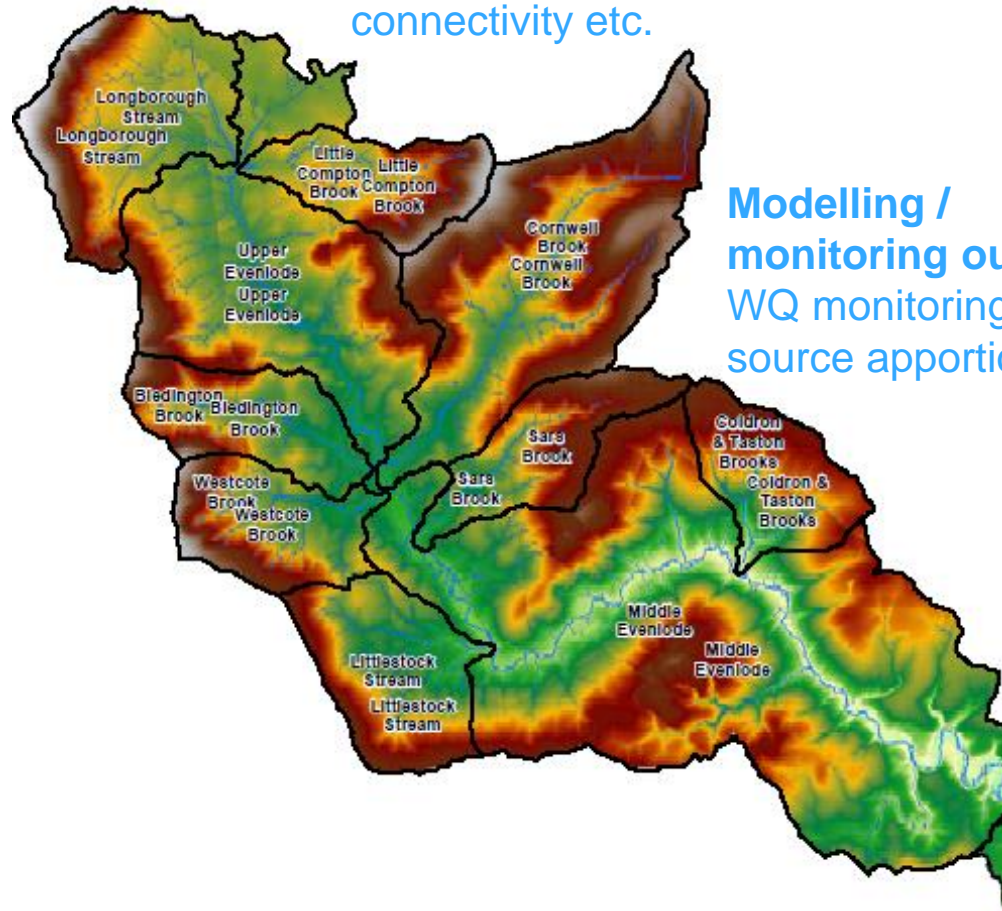 connectivity etc.
Longborough
Stream
Longborough
Stream
Little
Compton
Brook
Little
Compton
Brook
Cornwell
Brook
Cornwell
Brook
Modelling /
monitoring ou
WQ monitoring
source apportio
Upper
Evenlode
Upper
Evenlode
Bledington
Brook
Bledington
Brook
Sars
Brook
Sars
Brook
Coldron
& Taston
Brooks
Coldron &
Taston
Brooks
Westcote
Brook
Westcote
Brook
Middle
Evenlode
Middle
Evenlode
Littlestock
Stream
Littlestock
Stream